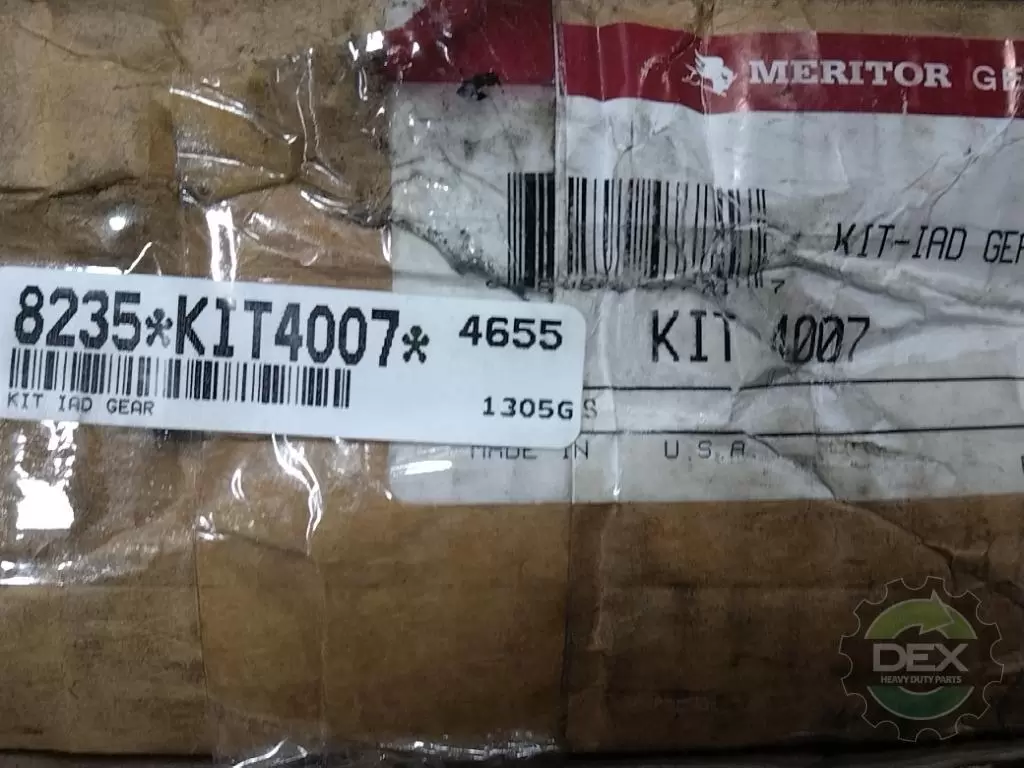 MERITOR GE
KIT-IAD GE
KIT 4007
8235*KIT4007* 4655
KIT IAD GEAR
1305G S
MADE IN U.S.A.
DEX
HEAVY DUTY PARTS